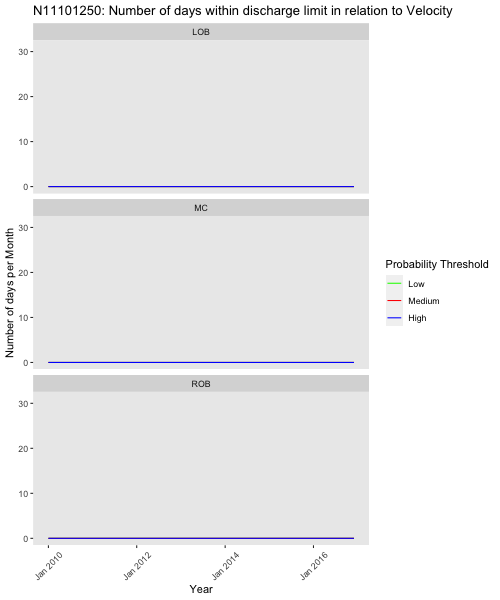 N11101250: Number of days within discharge limit in relation to Velocity
LOB
30
20
10
0
MC
30
20
10
0
ROB
30
20
10
0
Number of days per Month
Jan 2010
Jan 2012
Jan 2014
Jan 2016
Year
Probability Threshold
Low
Medium
High